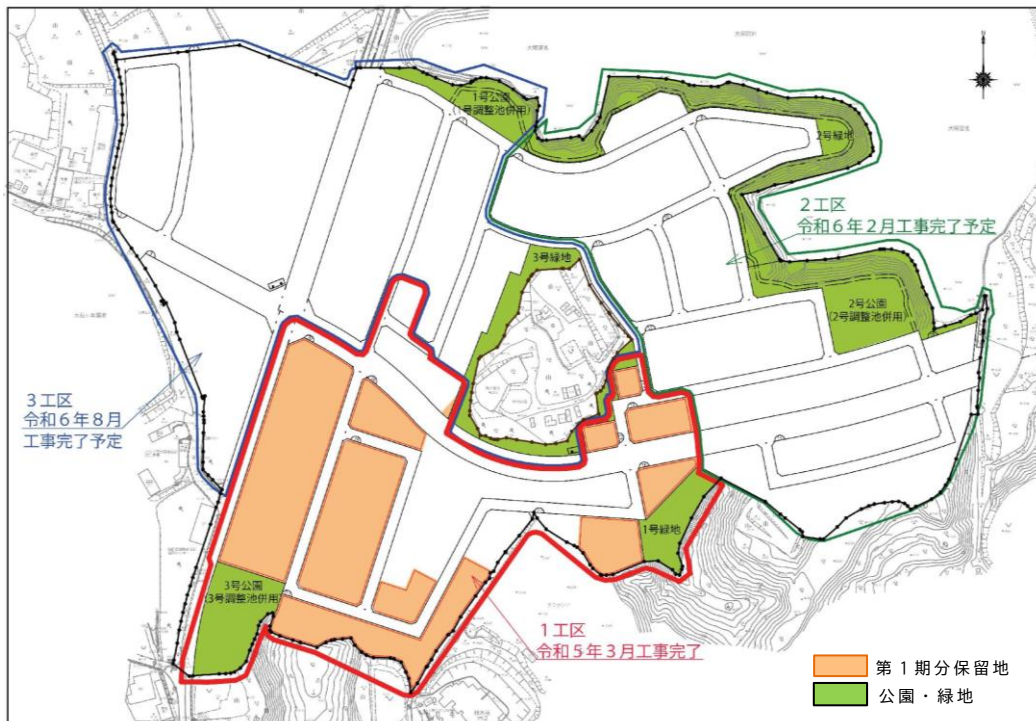 1号公園
(1号調整池併用)
2号緑地
2工区
令和6年2月工事完了予定
3号緑地
2号公園
(2号調整池併用)
3工区
令和6年8月
工事完了予定
1号緑地
3号公園
(3号調整池併用)
1工区
令和5年3月工事完了
第1期分保留地
公園・緑地